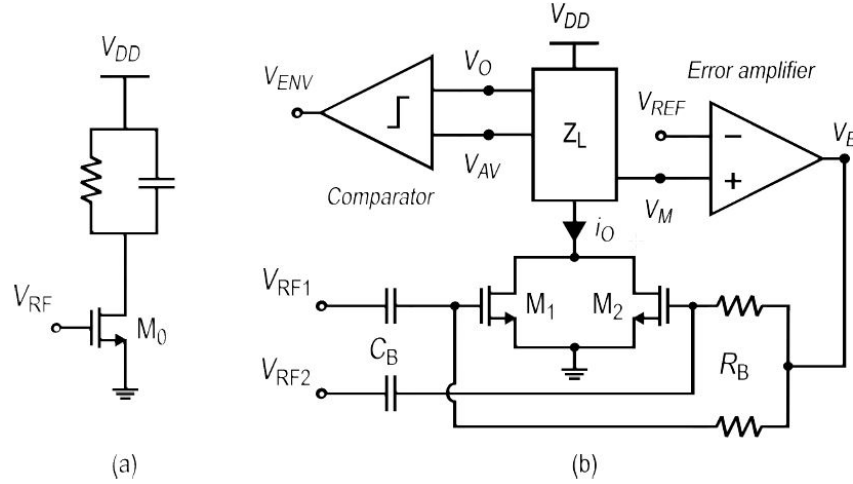 V_DD
V_RF
M_0
(a)
V_DD
V_ENV
V_O
V_AV
Comparator
Z_L
Error amplifier
V_REF
V_M
i_O
V_RF1
M_1
M_2
C_B
V_RF2
R_B
(b)